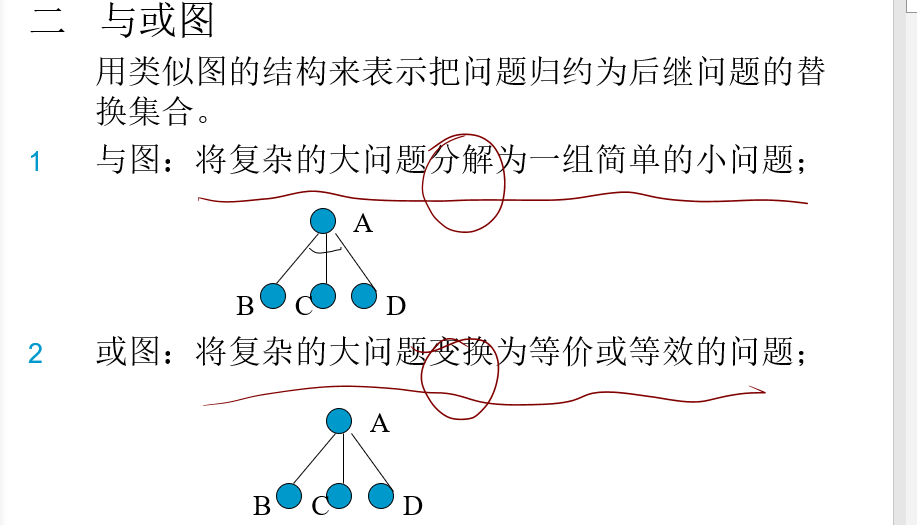 二 与或图
用类似图的结构来表示把问题归约为后继问题的替
换集合。
1 与图：将复杂的大问题分解为一组简单的小问题；
A
B C D
2 或图：将复杂的大问题变换为等价或等效的问题；
A
B C D